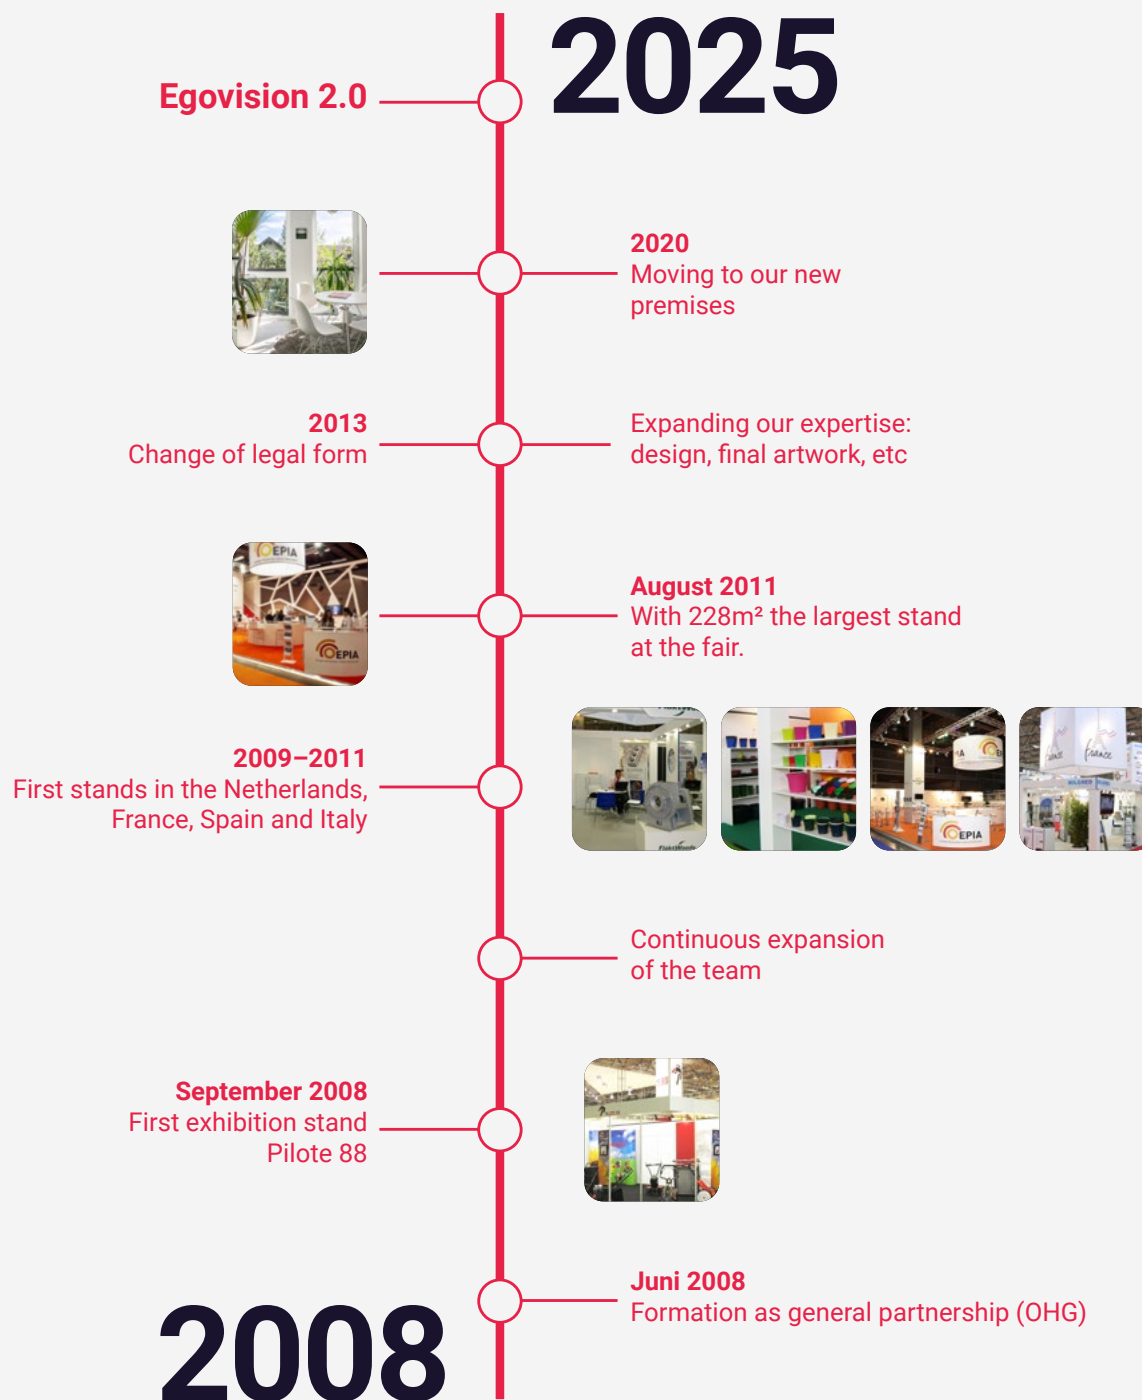 2025
Egovision 2.0
2020
Moving to our new
premises
2013
Change of legal form
Expanding our expertise:
design, final artwork, etc
EPIA
EPIA
August 2011
With 228m² the largest stand
at the fair.
2009–2011
First stands in the Netherlands,
France, Spain and Italy
EPIA
france
Continuous expansion
of the team
September 2008
First exhibition stand
Pilote 88
Juni 2008
Formation as general partnership (OHG)
2008